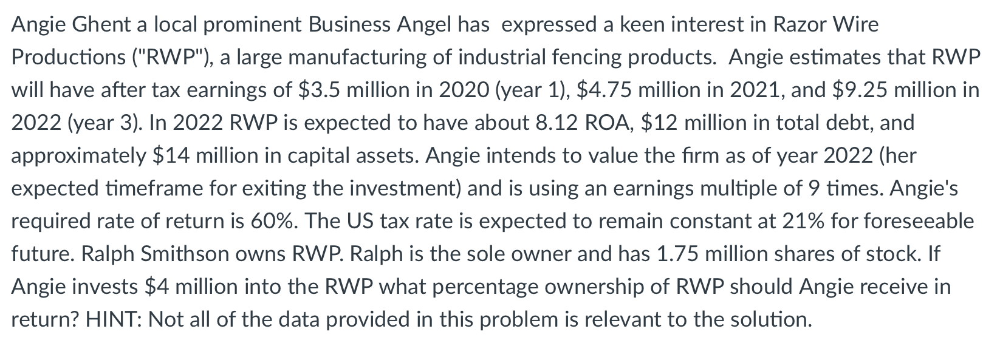 Angie Ghent a local prominent Business Angel has  expressed a keen interest in Razor Wire
Productions ("RWP"), a large manufacturing of industrial fencing products.  Angie estimates that RWP
will have after tax earnings of $3.5 million in 2020 (year 1), $4.75 million in 2021, and $9.25 million in
2022 (year 3). In 2022 RWP is expected to have about 8.12 ROA, $12 million in total debt, and
approximately $14 million in capital assets. Angie intends to value the firm as of year 2022 (her
expected timeframe for exiting the investment) and is using an earnings multiple of 9 times. Angie's
required rate of return is 60%. The US tax rate is expected to remain constant at 21% for foreseeable
future. Ralph Smithson owns RWP. Ralph is the sole owner and has 1.75 million shares of stock. If
Angie invests $4 million into the RWP what percentage ownership of RWP should Angie receive in
return? HINT: Not all of the data provided in this problem is relevant to the solution.